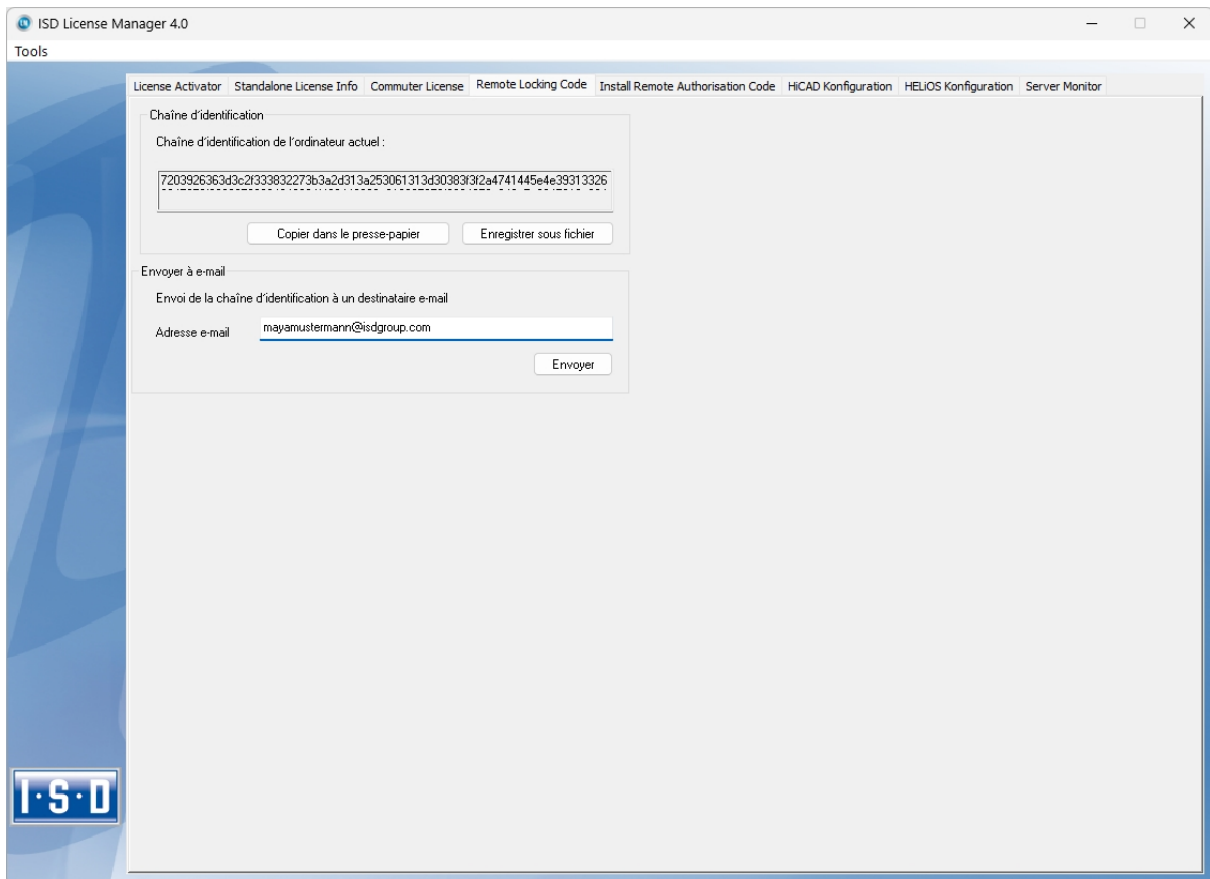 ISD License Manager 4.0
Tools
License Activator Standalone License Info Commuter License Remote Locking Code Install Remote Authorisation Code HiCAD Konfiguration HELiOS Konfiguration Server Monitor
Chaîne d'identification
Chaîne d'identification de l'ordinateur actuel :
7203926363d3c2f333832273b3a2d313a253061313d30383f3f2a4741445e4e39313326
Copier dans le presse-papier Enregistrer sous fichier
Envoyer à e-mail
Envoi de la chaîne d'identification à un destinataire e-mail
Adresse e-mail mayamustermann@isdgroup.com
Envoyer
I·S·D